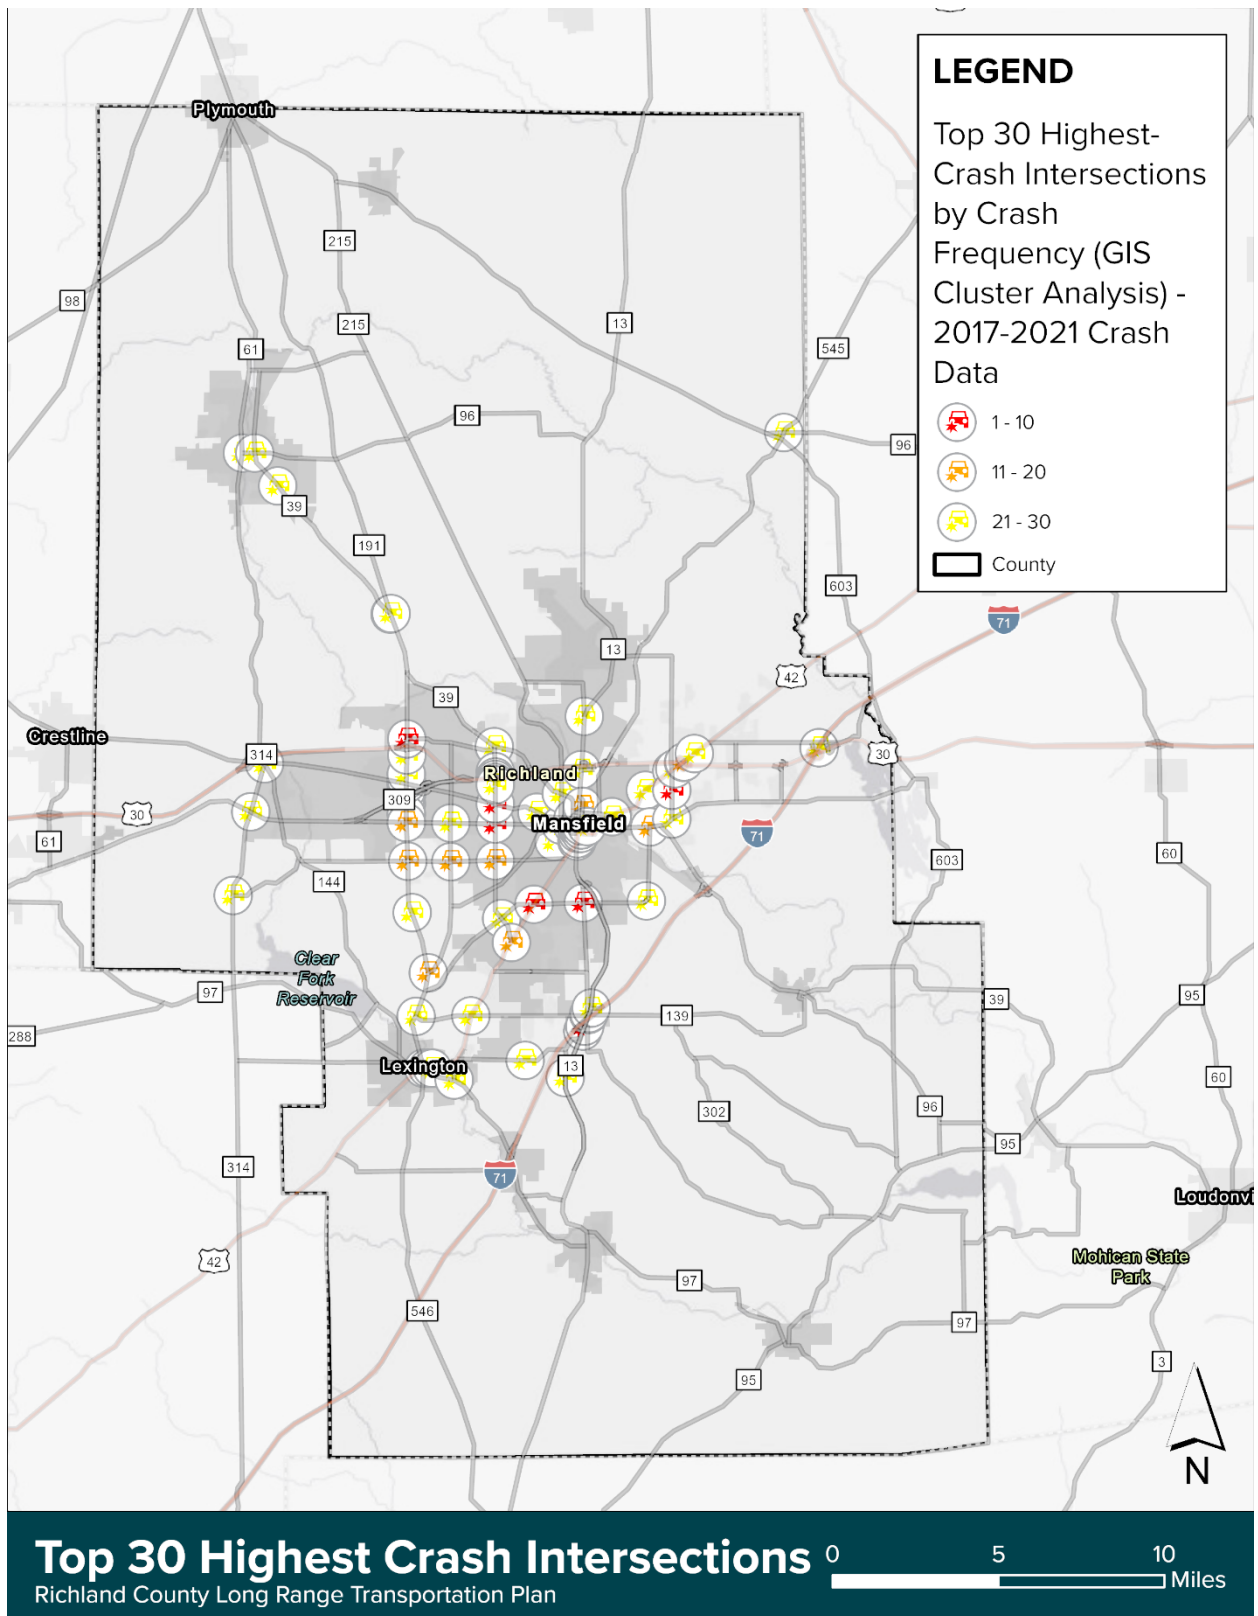 LEGEND
Top 30 Highest-
Crash Intersections
by Crash
Frequency (GIS
Cluster Analysis) -
2017-2021 Crash
Data
1 - 10
11 - 20
21 - 30
County
Plymouth
215
98
215
13
61
545
96
96
39
191
603
71
13
42
39
Crestline
314
30
Richland
309
30
Mansfield
71
61
60
603
144
Clear
Fork
Reservoir
97
39
95
139
288
Lexington
13
60
302
96
95
314
71
Loudonvi
42
Mohican State
Park
97
546
97
3
95
N
Top 30 Highest Crash Intersections
Richland County Long Range Transportation Plan
0 5 10
Miles